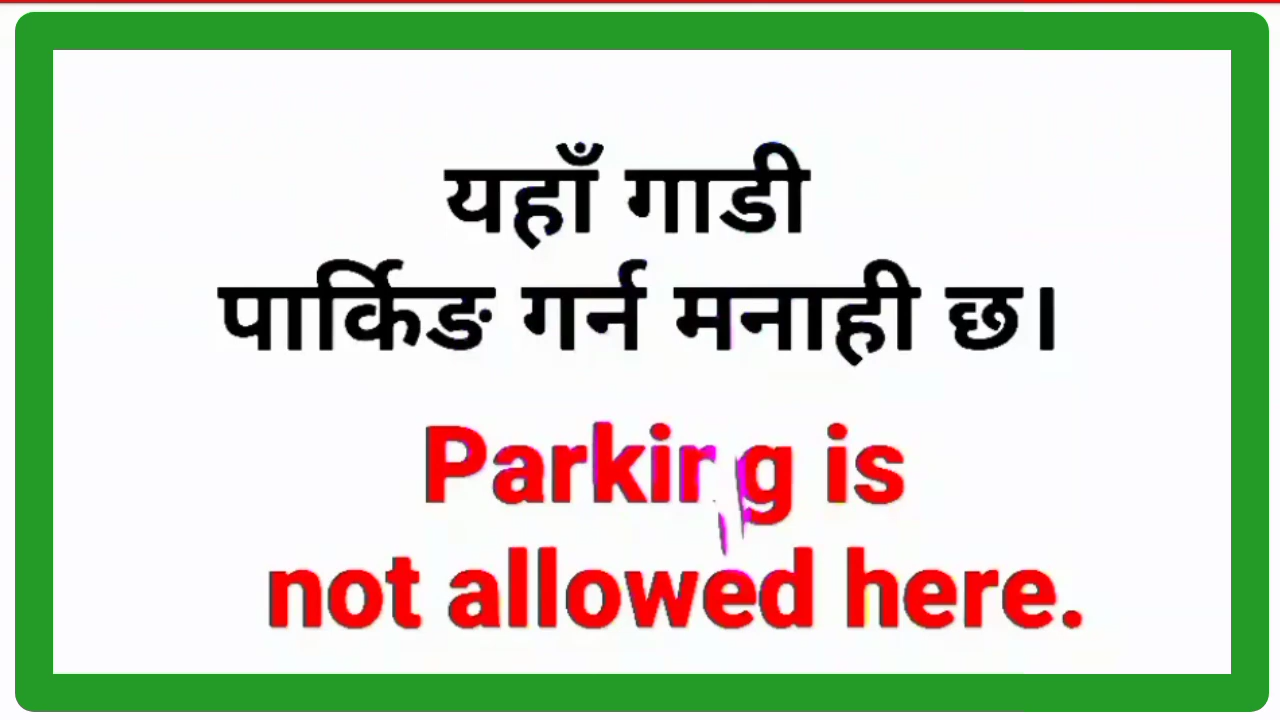 यहाँ गाडी
पार्किङ गर्न मनाही छ।
Parking is
not allowed here.